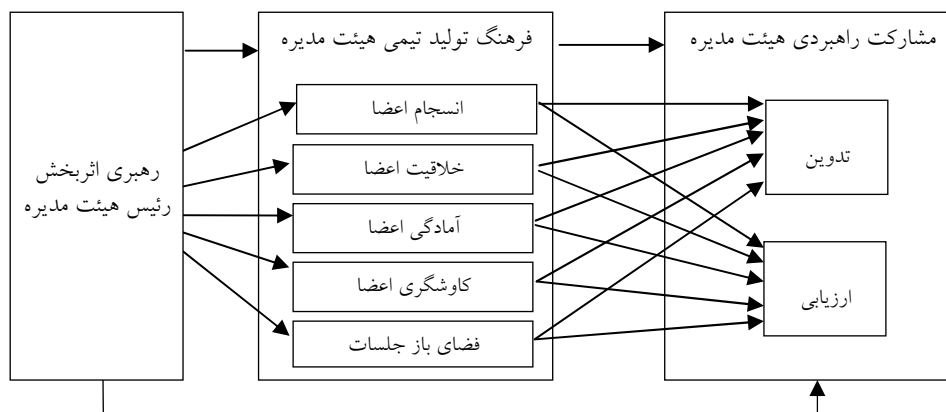 مشارکت راهبردی هیئت مدیره
فرهنگ تولید تیمی هیئت مدیره
رهبری اثربخش
رئیس هیئت مدیره
انسجام اعضا
خلاقیت اعضا
آمادگی اعضا
کاوشگری اعضا
فضای باز جلسات
تدوین
ارزیابی